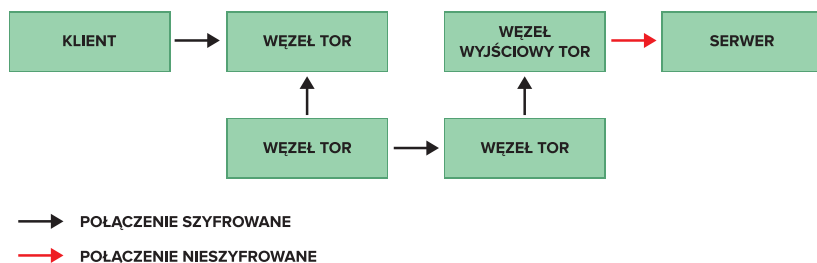 KLIENT
WĘZEŁ TOR
WĘZEŁ
WYJŚCIOWY TOR
SERWER
WĘZEŁ TOR
WĘZEŁ TOR
POŁĄCZENIE SZYFROWANE
POŁĄCZENIE NIESZYFROWANE